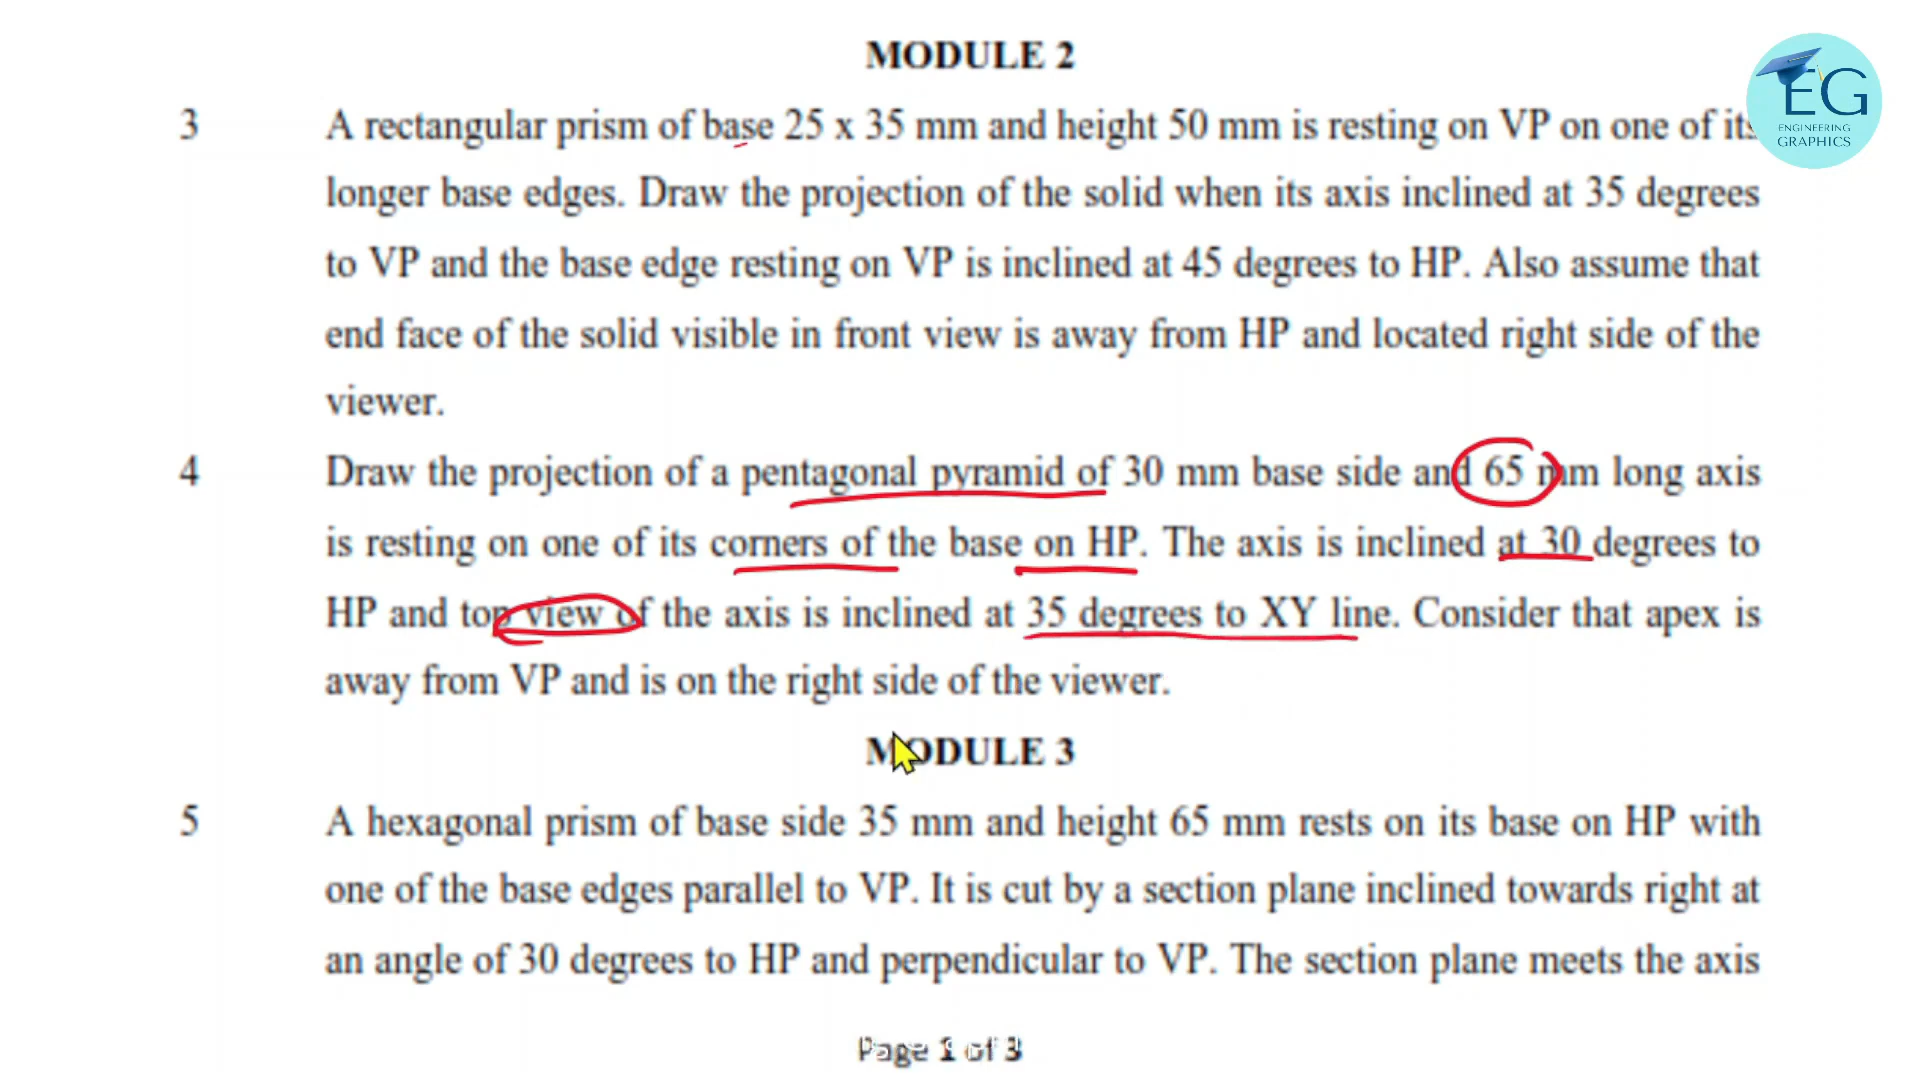 MODULE 2
EG
ENGINEERING
GRAPHICS
3 A rectangular prism of base 25 x 35 mm and height 50 mm is resting on VP on one of its
longer base edges. Draw the projection of the solid when its axis inclined at 35 degrees
to VP and the base edge resting on VP is inclined at 45 degrees to HP. Also assume that
end face of the solid visible in front view is away from HP and located right side of the
viewer.
4 Draw the projection of a pentagonal pyramid of 30 mm base side and 65 mm long axis
is resting on one of its corners of the base on HP. The axis is inclined at 30 degrees to
HP and top view of the axis is inclined at 35 degrees to XY line. Consider that apex is
away from VP and is on the right side of the viewer.
MODULE 3
5 A hexagonal prism of base side 35 mm and height 65 mm rests on its base on HP with
one of the base edges parallel to VP. It is cut by a section plane inclined towards right at
an angle of 30 degrees to HP and perpendicular to VP. The section plane meets the axis
Page 1 of 3